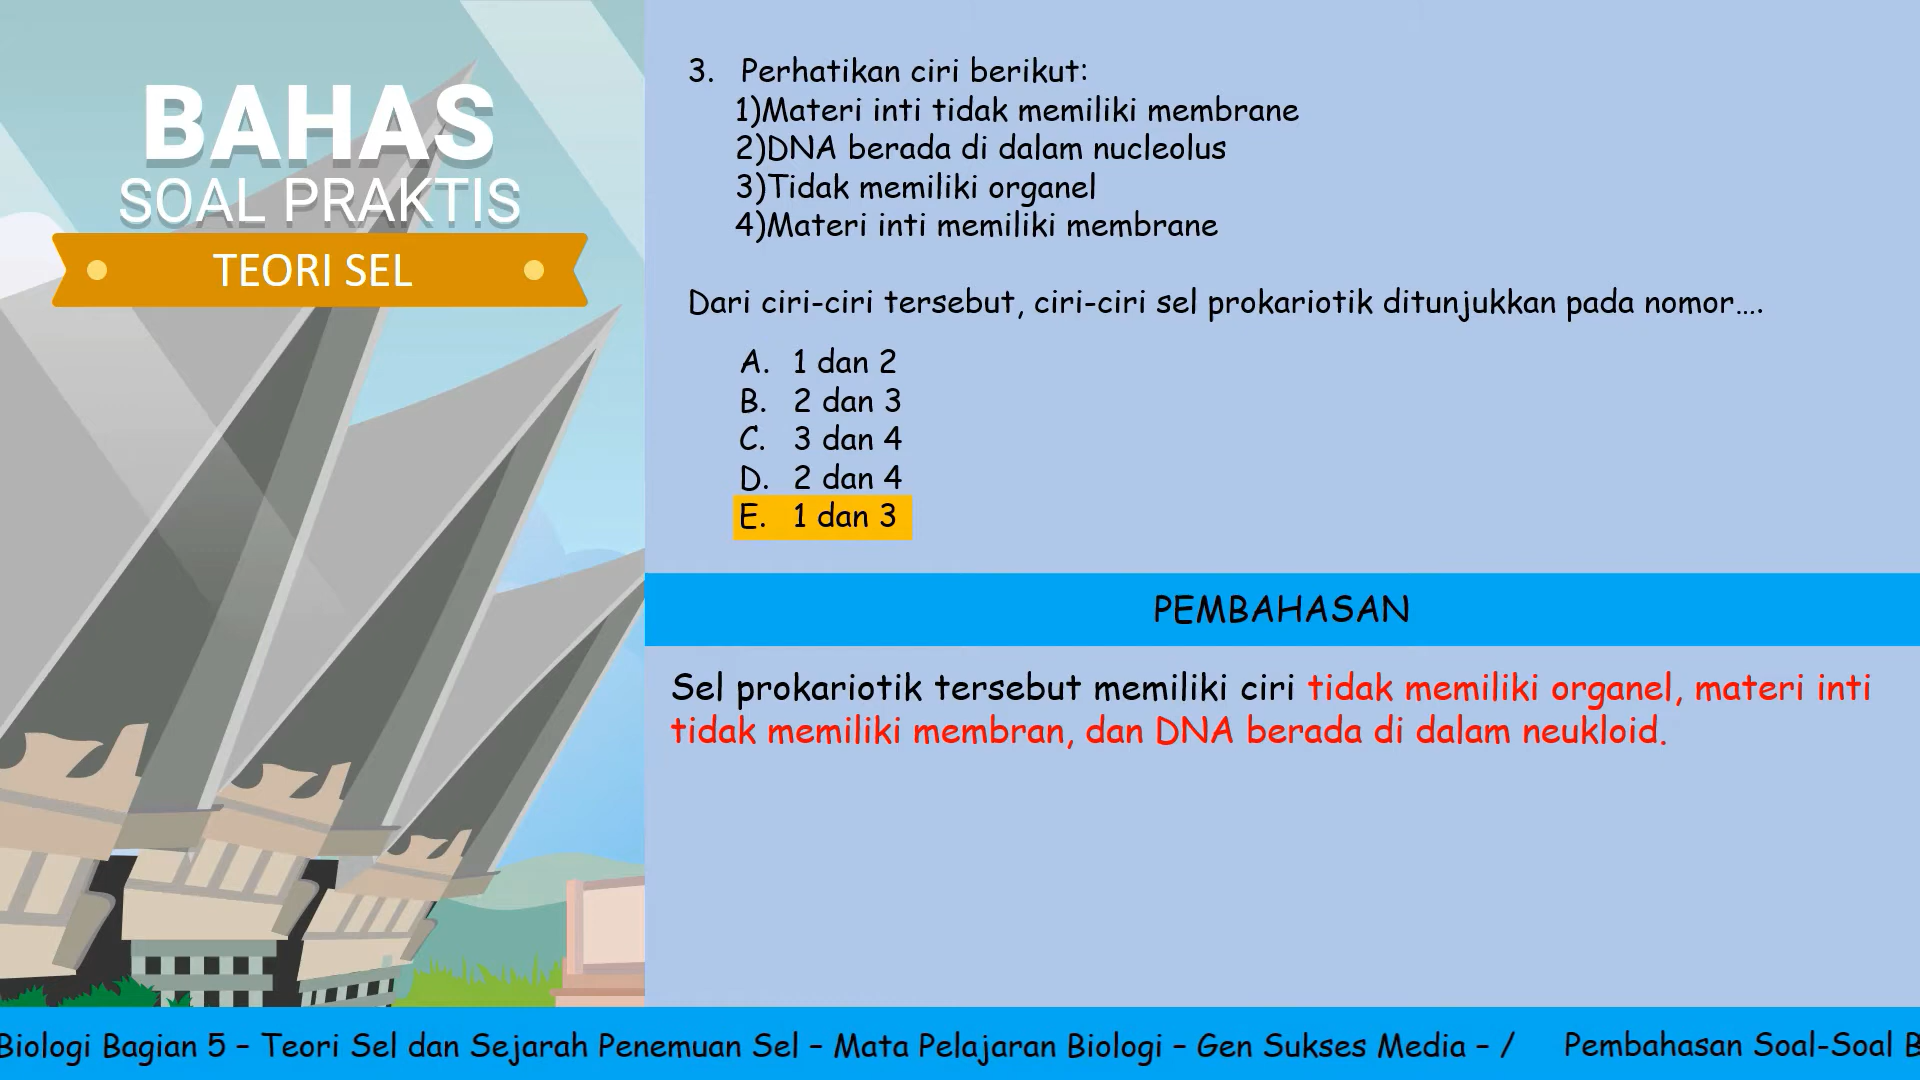 BAHAS
SOAL PRAKTIS
TEORI SEL
3. Perhatikan ciri berikut:
1)Materi inti tidak memiliki membrane
2)DNA berada di dalam nucleolus
3)Tidak memiliki organel
4)Materi inti memiliki membrane
Dari ciri-ciri tersebut, ciri-ciri sel prokariotik ditunjukkan pada nomor....
A. 1 dan 2
B. 2 dan 3
C. 3 dan 4
D. 2 dan 4
E. 1 dan 3
PEMBAHASAN
Sel prokariotik tersebut memiliki ciri tidak memiliki organel, materi inti
tidak memiliki membran, dan DNA berada di dalam neukloid.
Biologi Bagian 5 – Teori Sel dan Sejarah Penemuan Sel – Mata Pelajaran Biologi – Gen Sukses Media – / Pembahasan Soal-Soal B